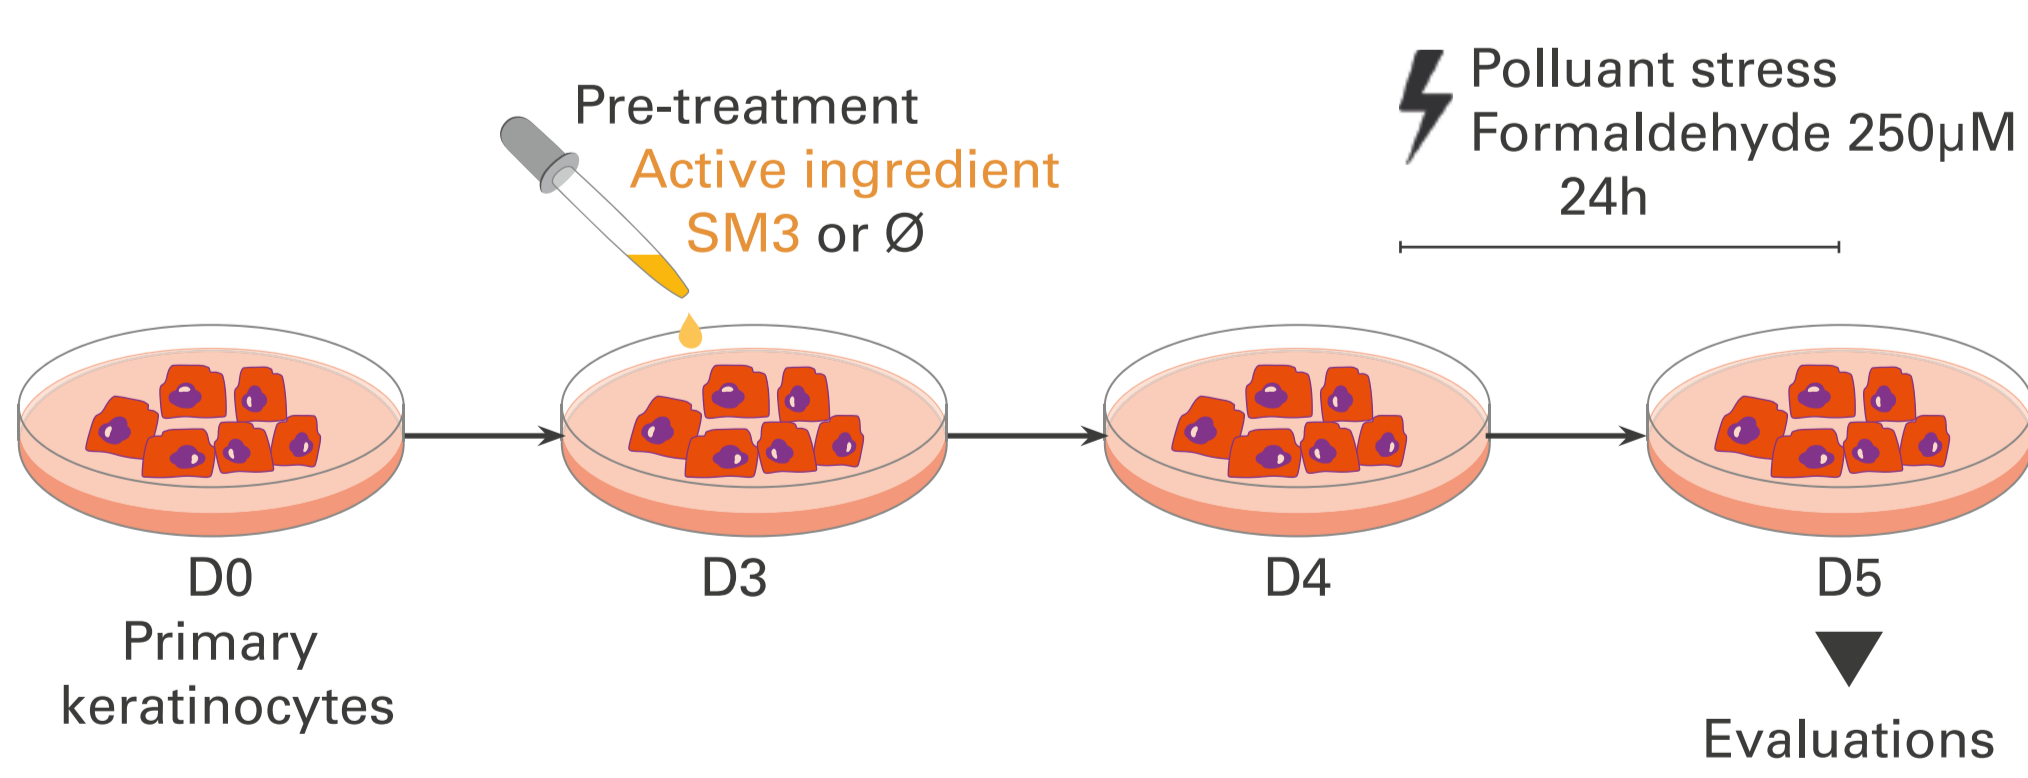 Pre-treatment
Active ingredient
SM3 or Ø
Polluant stress
Formaldehyde 250µM
24h
D0
Primary
keratinocytes
D3
D4
D5
Evaluations